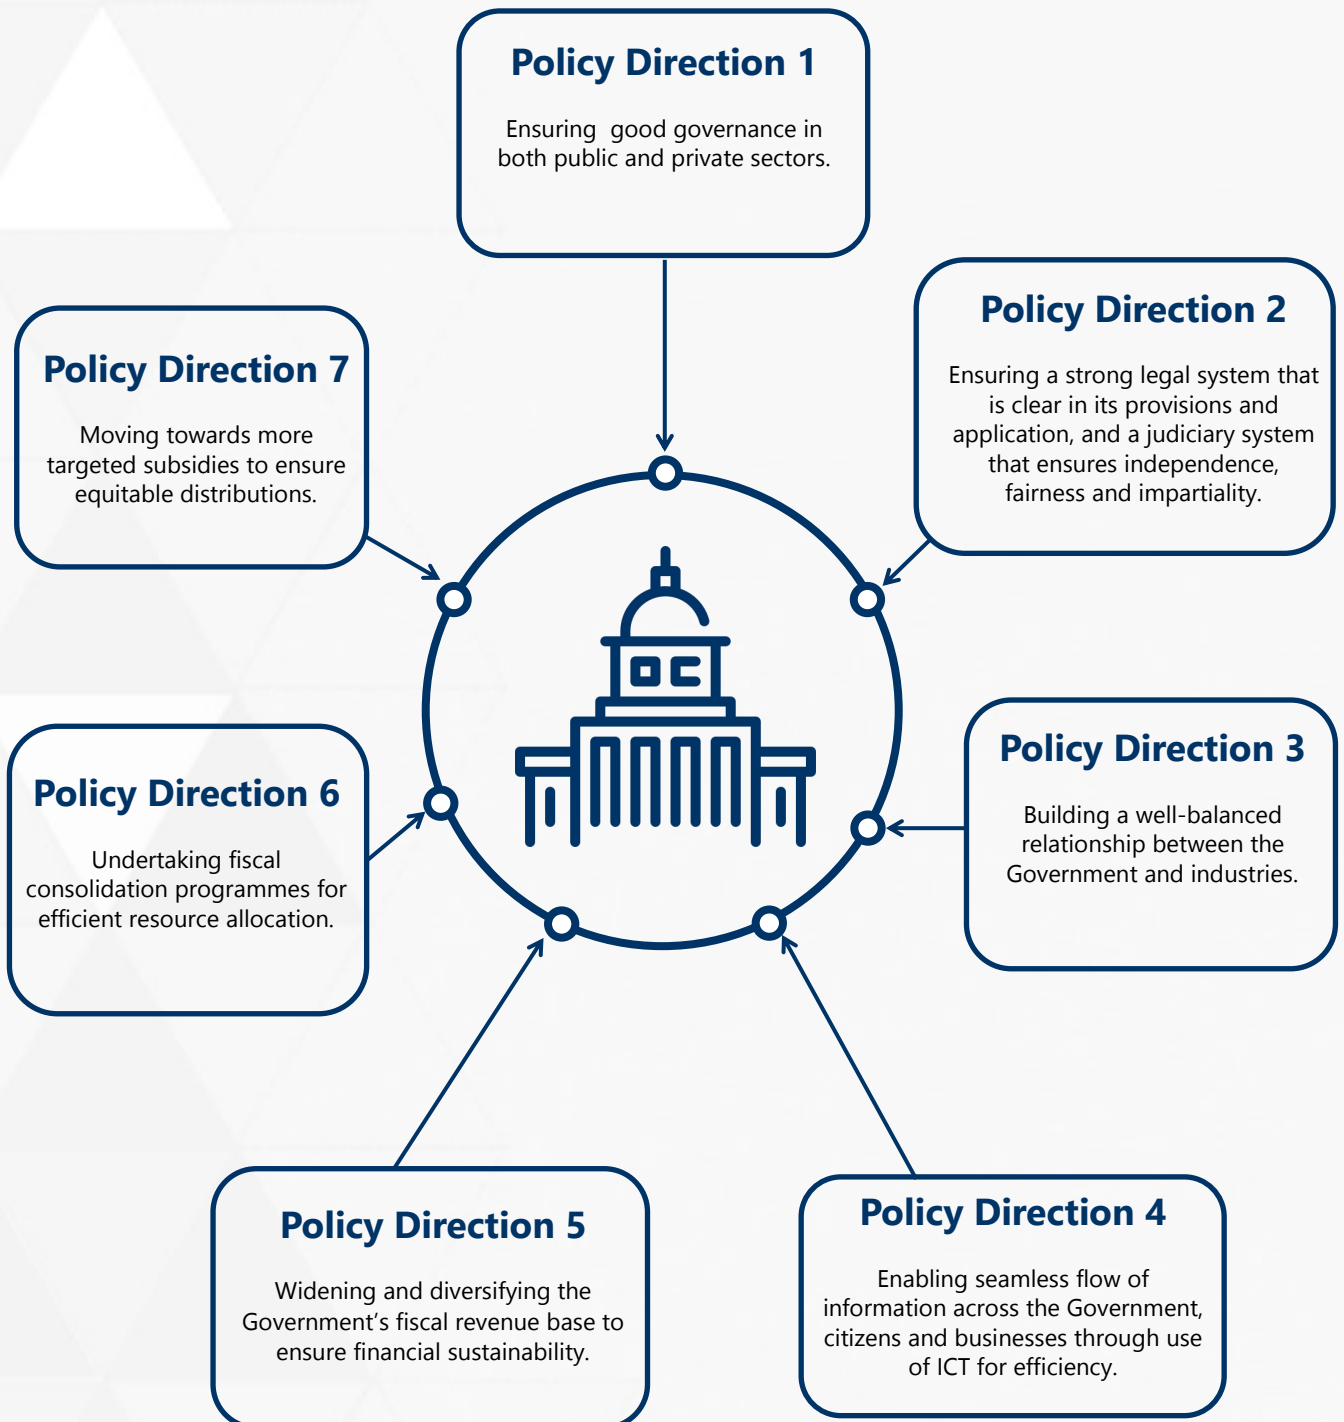 Policy Direction 1
Ensuring  good governance in
both public and private sectors.
Policy Direction 2
Ensuring a strong legal system that
is clear in its provisions and
application, and a judiciary system
that ensures independence,
fairness and impartiality.
Policy Direction 3
Building a well-balanced
relationship between the
Government and industries.
Policy Direction 4
Enabling seamless flow of
information across the Government,
citizens and businesses through use
of ICT for efficiency.
Policy Direction 5
Widening and diversifying the
Government’s fiscal revenue base to
ensure financial sustainability.
Policy Direction 6
Undertaking fiscal
consolidation programmes for
efficient resource allocation.
Policy Direction 7
Moving towards more
targeted subsidies to ensure
equitable distributions.